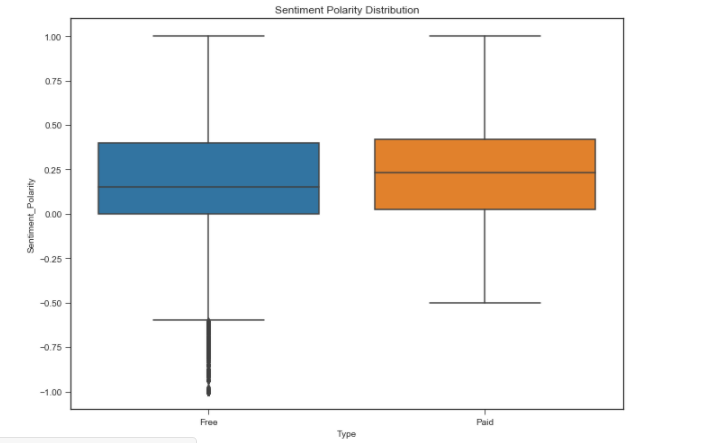 Sentiment Polarity Distribution
1.00
0.75
0.50
0.25
0.00
−0.25
−0.50
−0.75
−1.00
Sentiment_Polarity
Free
Paid
Type